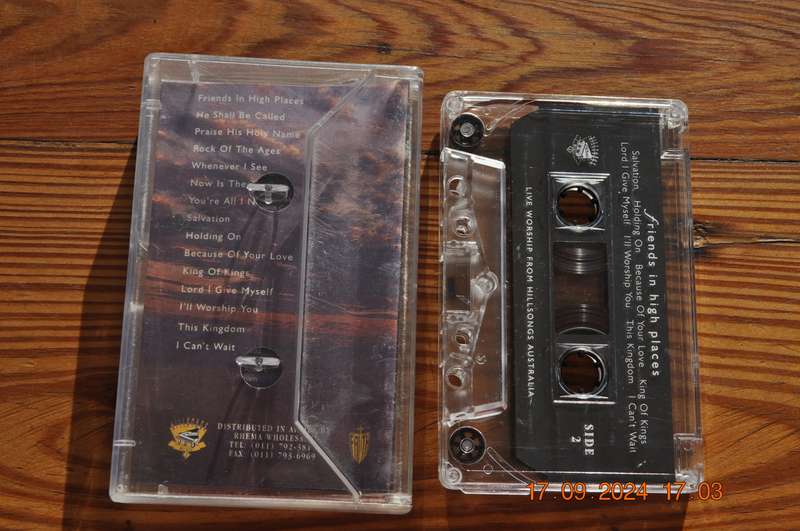 Friends In High Places
He Shall Be Called
Praise His Holy Name
Rock Of The Ages
Whenever I See
Now Is The
You're All I N
Salvation
Holding On
Because Of Your Love
King Of Kings
Lord I Give Myself
I'll Worship You
This Kingdom
I Can't Wait
DISTRIBUTED IN
RHEMA WHOLES
TEL (011) 792-381
FAX (011) 793-6969
friends in high places
Salvation Holding On Because Of Your Love King Of Kings
Lord I Give Myself I'll Worship You This Kingdom I Can't Wait
SIDE
2
LIVE WORSHIP FROM HILLSONGS AUSTRALIA
17.09.2024 17:03